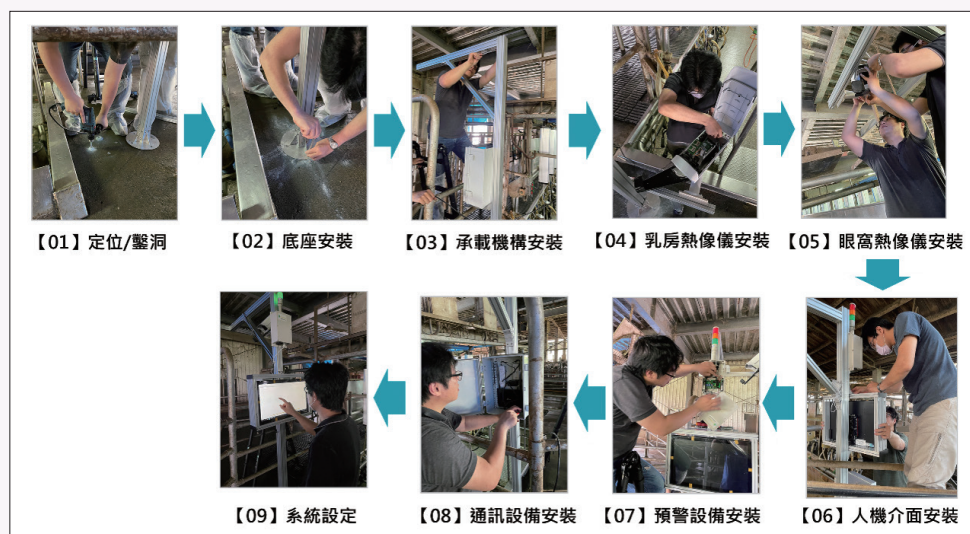 【01】定位/鑿洞
【02】底座安裝
【03】承載機構安裝
【04】乳房熱像儀安裝
【05】眼窩熱像儀安裝
【06】人機介面安裝
【07】預警設備安裝
【08】通訊設備安裝
【09】系統設定